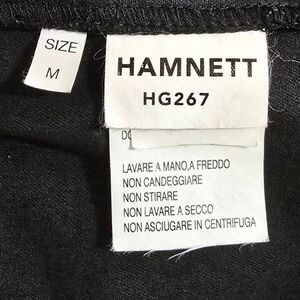 SIZE
M
HAMNETT
HG267
LAVARE A MANO,A FREDDO
NON CANDEGGIARE
NON STIRARE
NON LAVARE A SECCO
NON ASCIUGARE IN CENTRIFUGA